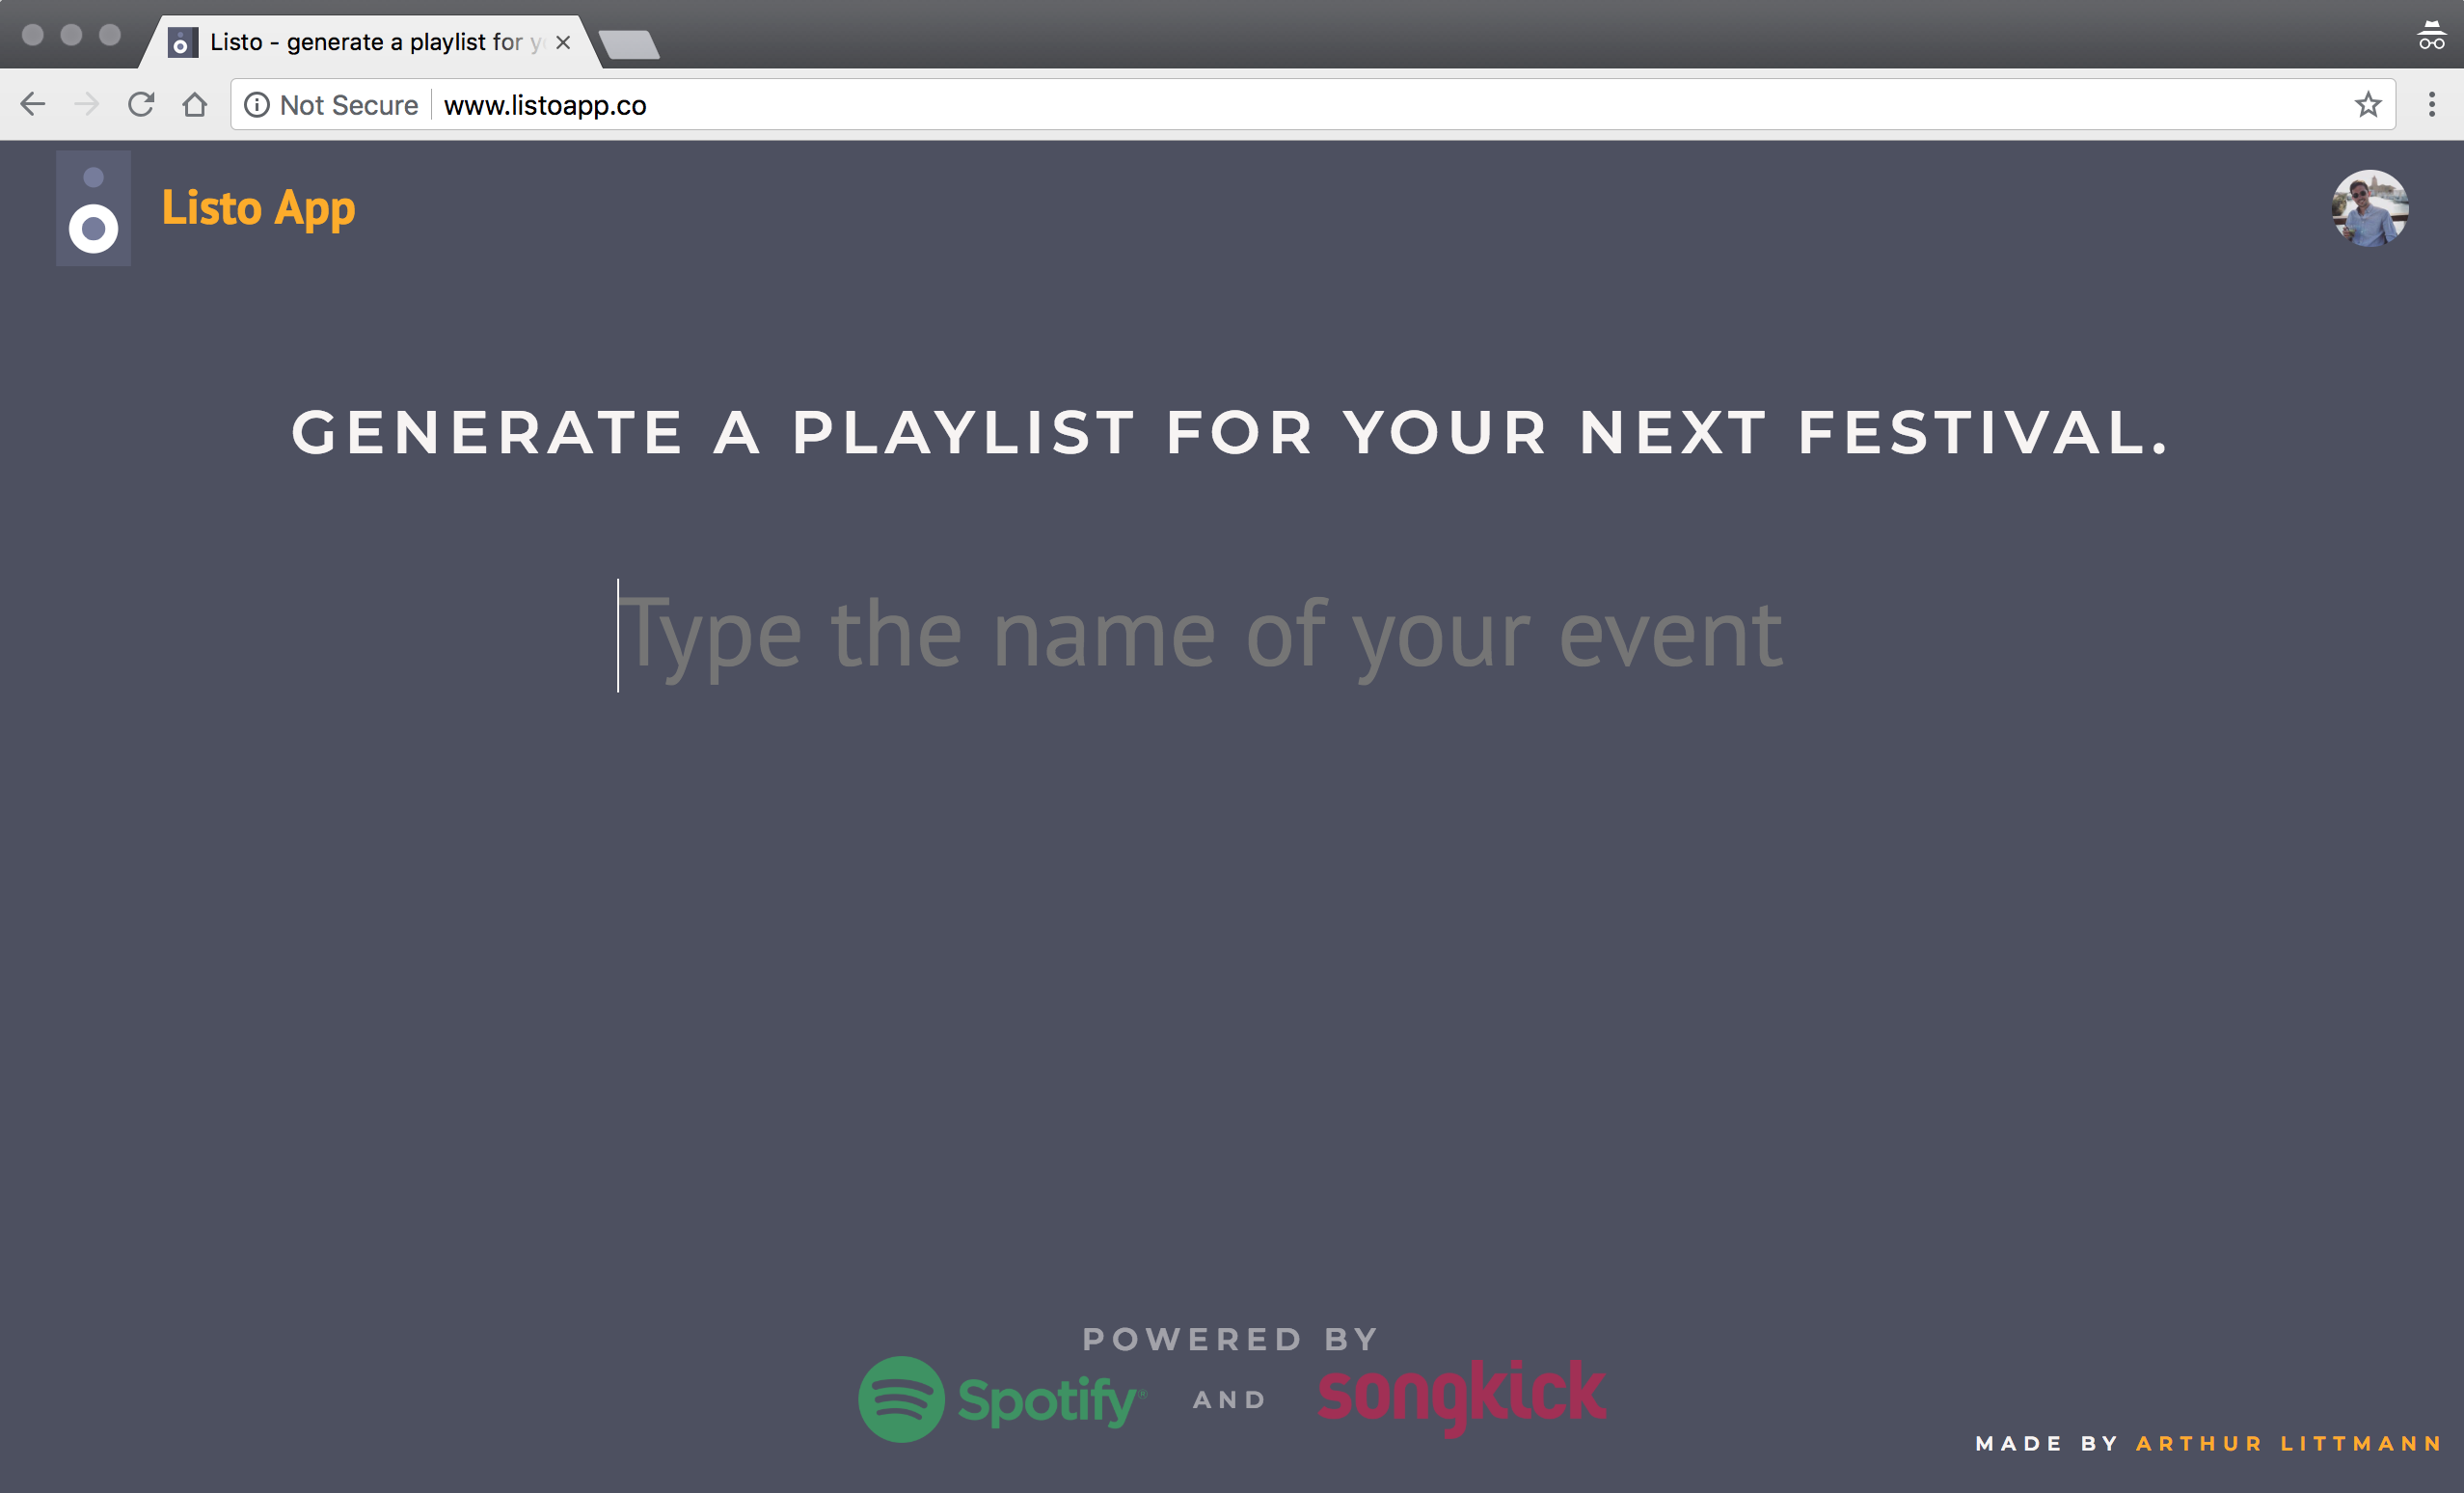 Listo - generate a playlist for yo
Not Secure
www.listoapp.co
Listo App
GENERATE A PLAYLIST FOR YOUR NEXT FESTIVAL.
Type the name of your event
POWERED BY
Spotify® AND songkick
MADE BY ARTHUR LITTMANN